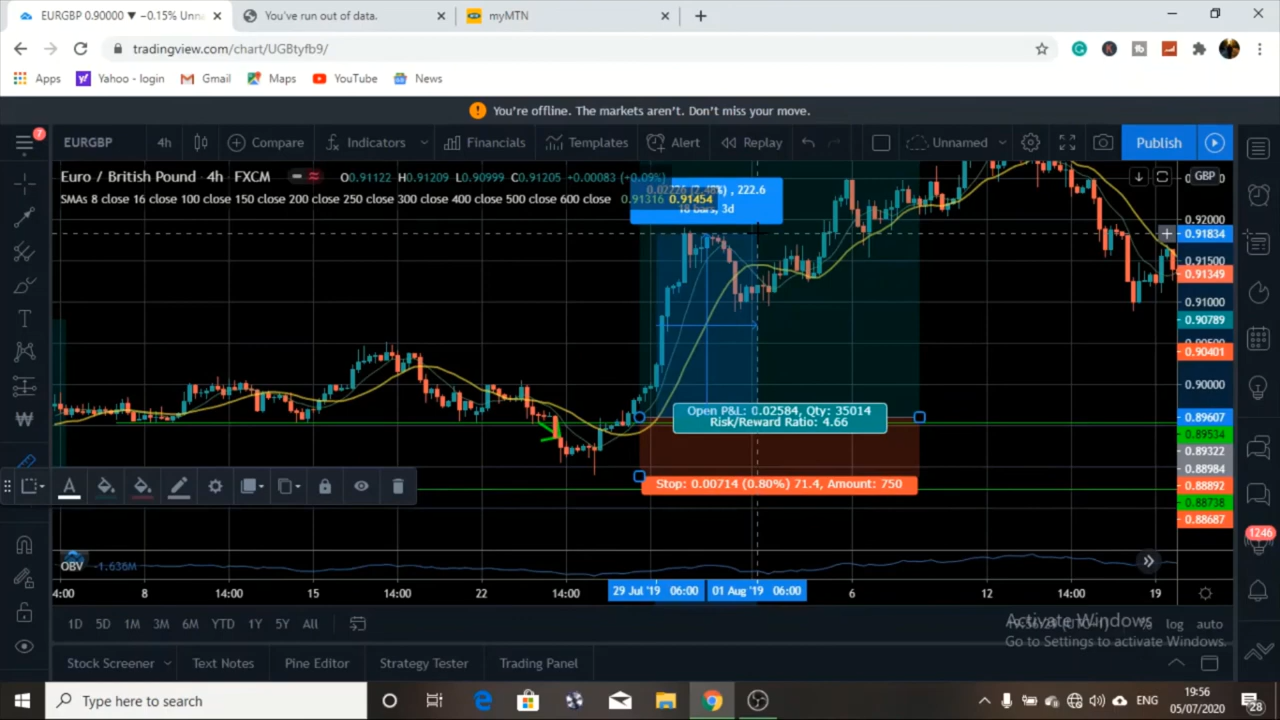 EURGBP 0.90000 ▼ −0.15% Unna
You've run out of data.
myMTN
tradingview.com/chart/UGBtyfb9/
Apps
Yahoo - login
Gmail
Maps
YouTube
News
You're offline. The markets aren't. Don't miss your move.
7
EURGBP
4h
Compare
Indicators
Financials
Templates
Alert
Replay
Unnamed
Publish
Euro / British Pound 4h FXCM
O0.91122 H0.91209 L0.90999 C0.91205 +0.00083 (+0.09%)
SMAs 8 close 16 close 100 close 150 close 200 close 250 close 300 close 400 close 500 close 600 close 0.91316 0.91454
0.02226 (2.48%) , 222.6
18 bars, 3d
GBP
0.92000
0.91834
0.91500
0.91349
0.91000
0.90789
0.90401
0.90000
0.89607
0.89534
0.89322
0.88984
0.88892
0.88738
0.88687
Open P&L: 0.02584, Qty: 35014
Risk/Reward Ratio: 4.66
Stop: 0.00714 (0.80%) 71.4, Amount: 750
1246
OBV -1.636M
4:00
8
14:00
15
14:00
22
14:00
29 Jul '19 06:00
01 Aug '19 06:00
6
12
14:00
19
1D
5D
1M
3M
6M
YTD
1Y
5Y
All
%
log
auto
Activate Windows
Go to Settings to activate Windows.
Stock Screener
Text Notes
Pine Editor
Strategy Tester
Trading Panel
Type here to search
ENG
19:56
05/07/2020
28